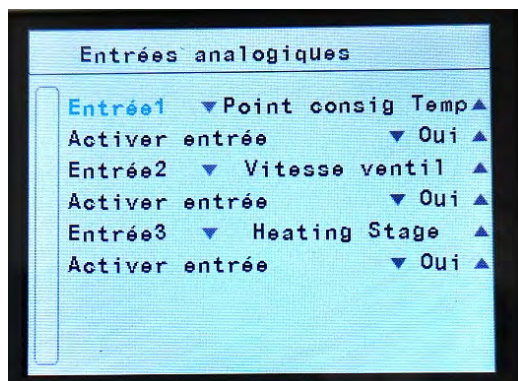 Entrées analogiques
Entrée1 ▼Point consig Temp▲
Activer entrée ▼ Oui ▲
Entrée2 ▼ Vitesse ventil ▲
Activer entrée ▼ Oui ▲
Entrée3 ▼ Heating Stage ▲
Activer entrée ▼ Oui ▲